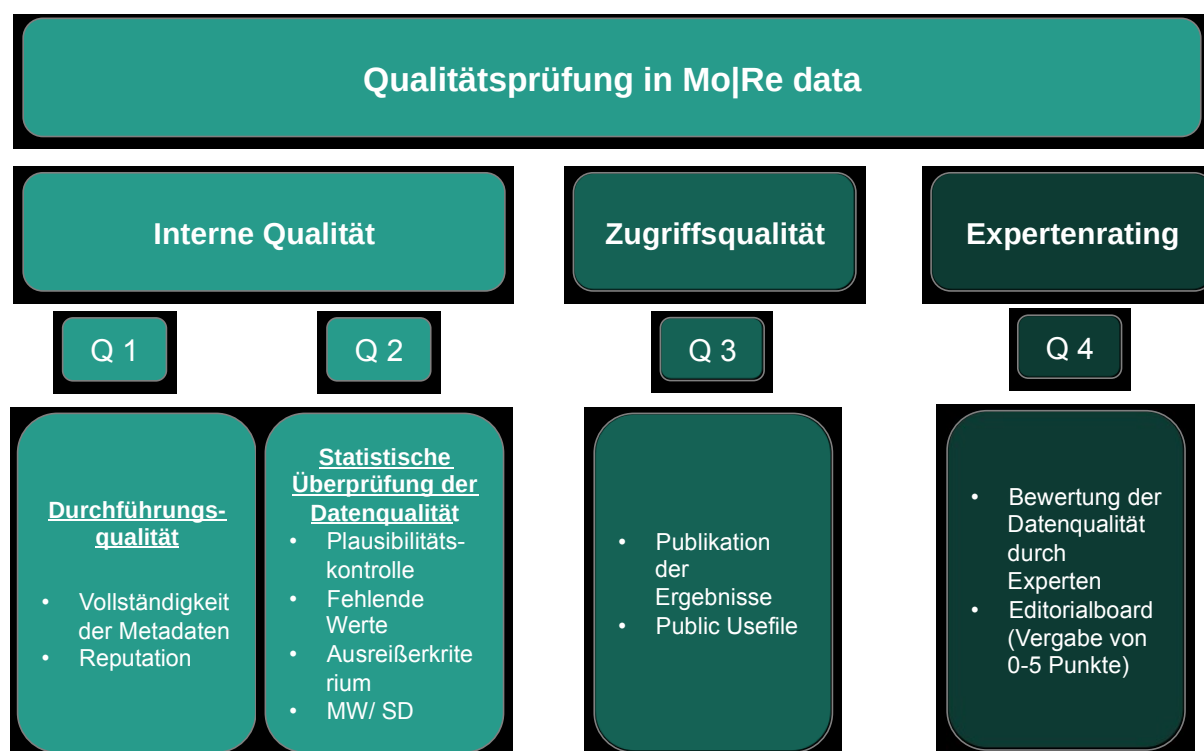 Qualitätsprüfung in Mo|Re data
Interne Qualität
Zugriffsqualität
Expertenrating
Q 1
Q 2
Q 3
Q 4
Durchführungs-
qualität
• Vollständigkeit
der Metadaten
• Reputation
Statistische
Überprüfung der
Datenqualität
• Plausibilitäts-
kontrolle
• Fehlende
Werte
• Ausreißerkrite
rium
• MW/ SD
• Publikation
der
Ergebnisse
• Public Usefile
• Bewertung der
Datenqualität
durch
Experten
• Editorialboard
(Vergabe von
0-5 Punkte)